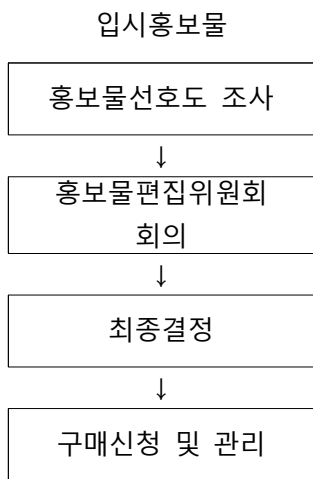 입시홍보물
홍보물선호도 조사
↓
홍보물편집위원회
회의
↓
최종결정
↓
구매신청 및 관리